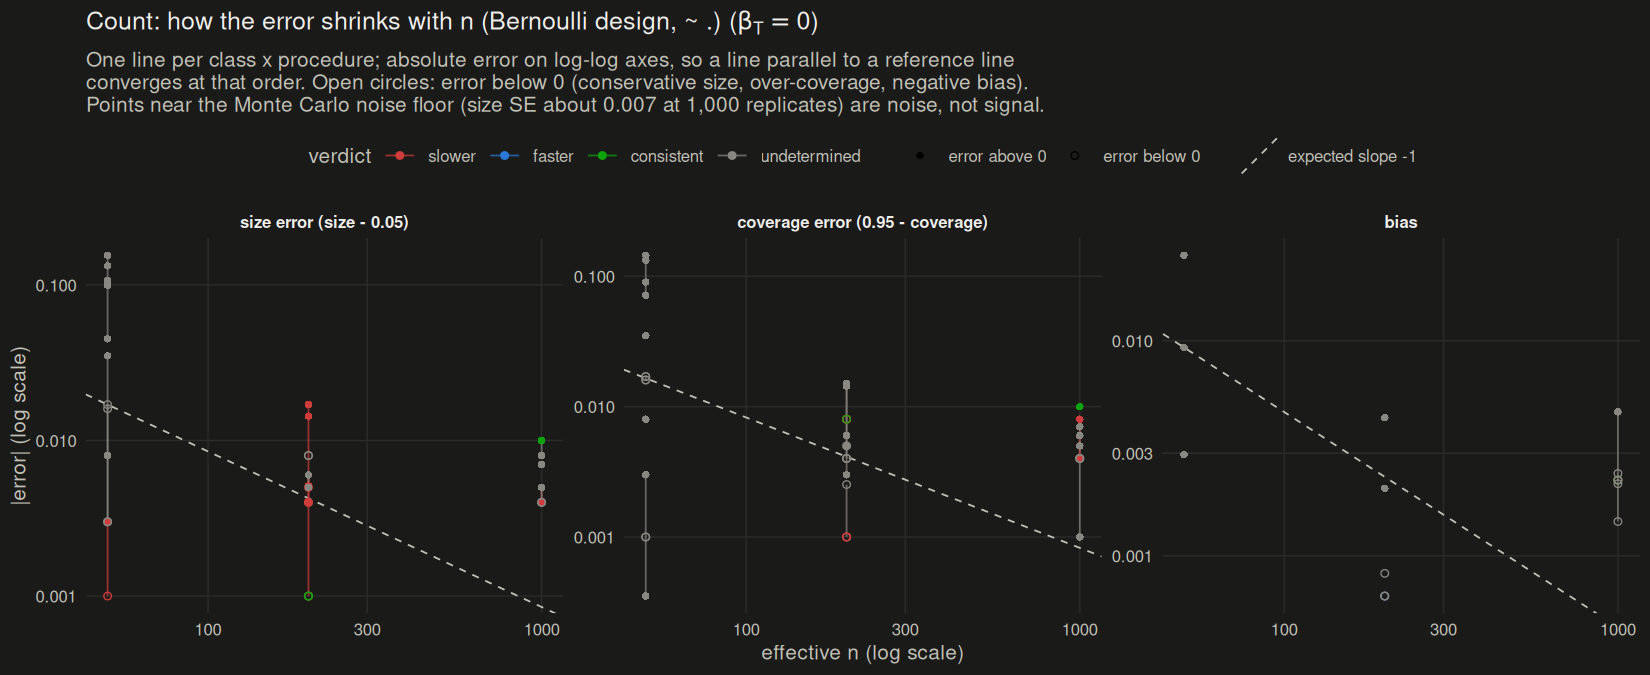 Count: how the error shrinks with n (Bernoulli design, ~ .) (βT = 0)
One line per class x procedure; absolute error on log-log axes, so a line parallel to a reference line
converges at that order. Open circles: error below 0 (conservative size, over-coverage, negative bias).
Points near the Monte Carlo noise floor (size SE about 0.007 at 1,000 replicates) are noise, not signal.
verdict slower faster consistent undetermined error above 0 error below 0 expected slope -1
size error (size - 0.05)
coverage error (0.95 - coverage)
bias
|error| (log scale)
0.100
0.010
0.001
100 300 1000
0.100
0.010
0.001
100 300 1000
0.010
0.003
0.001
100 300 1000
effective n (log scale)